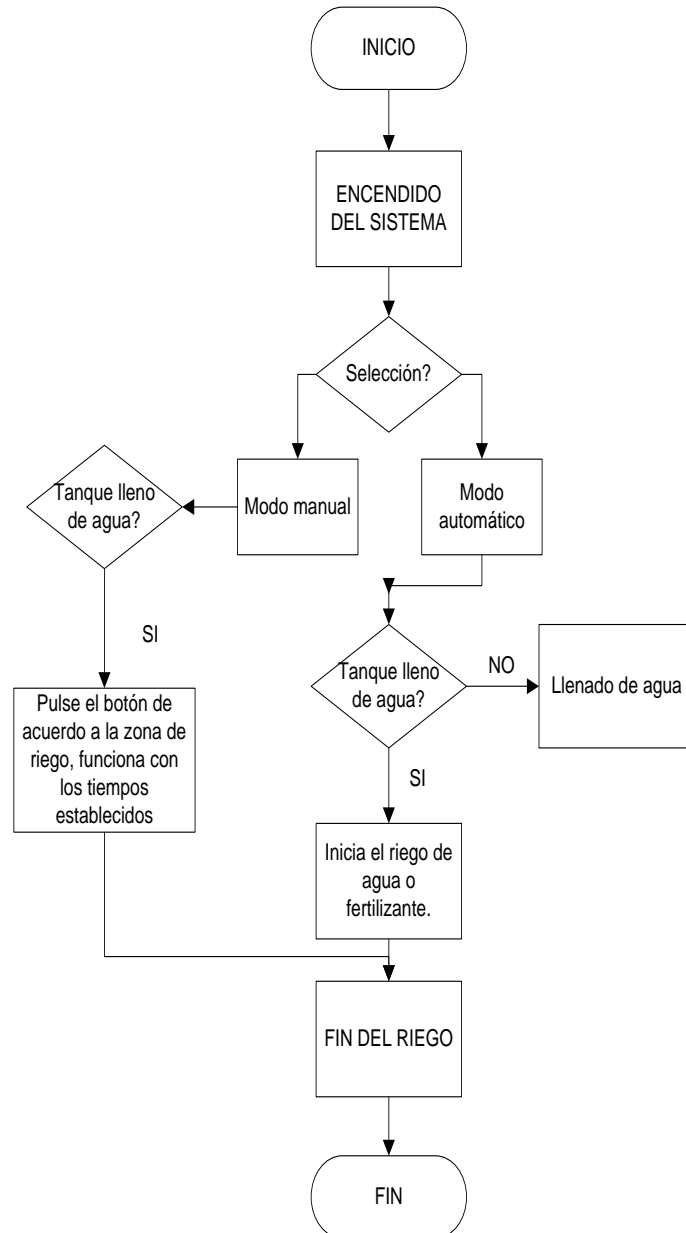 INICIO
ENCENDIDO
DEL SISTEMA
Selección?
Tanque lleno
de agua?
Modo manual
Modo
automático
SI
Tanque lleno
de agua?
NO
Llenado de agua
Pulse el botón de
acuerdo a la zona de
riego, funciona con
los tiempos
establecidos
SI
Inicia el riego de
agua o
fertilizante.
FIN DEL RIEGO
FIN